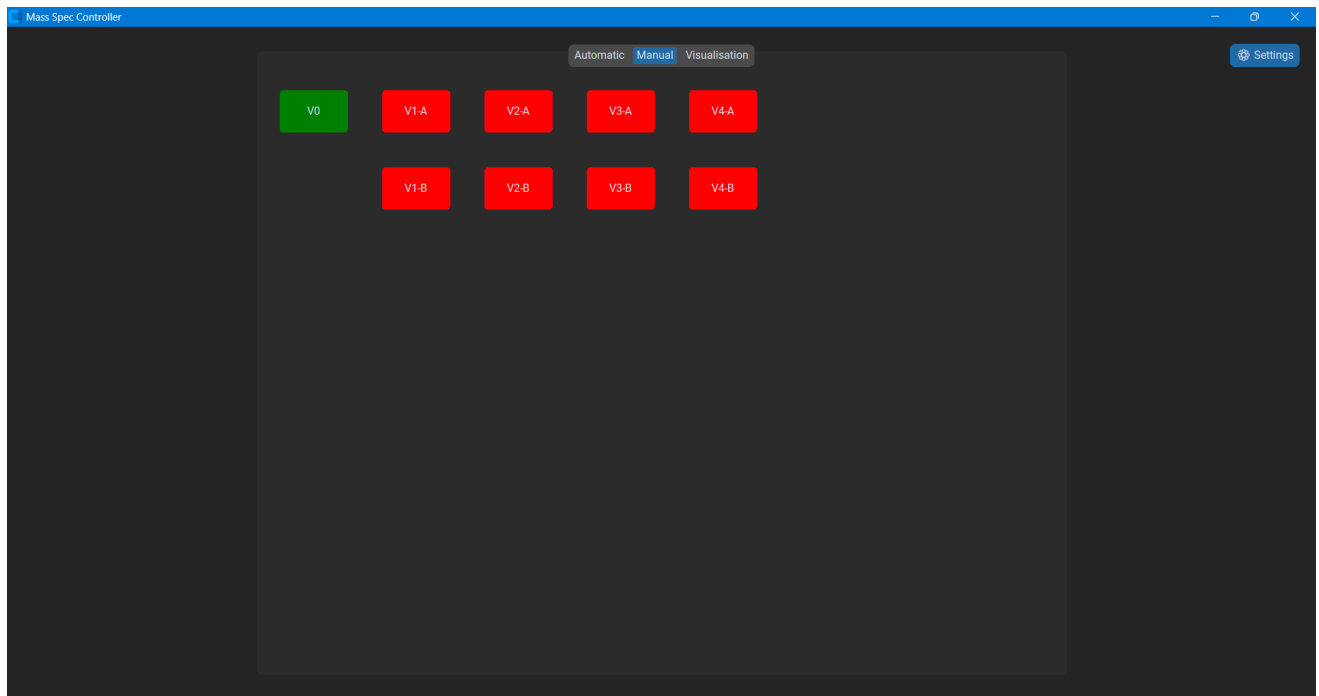 Mass Spec Controller
Automatic Manual Visualisation
Settings
V0 V1-A V2-A V3-A V4-A
V1-B V2-B V3-B V4-B